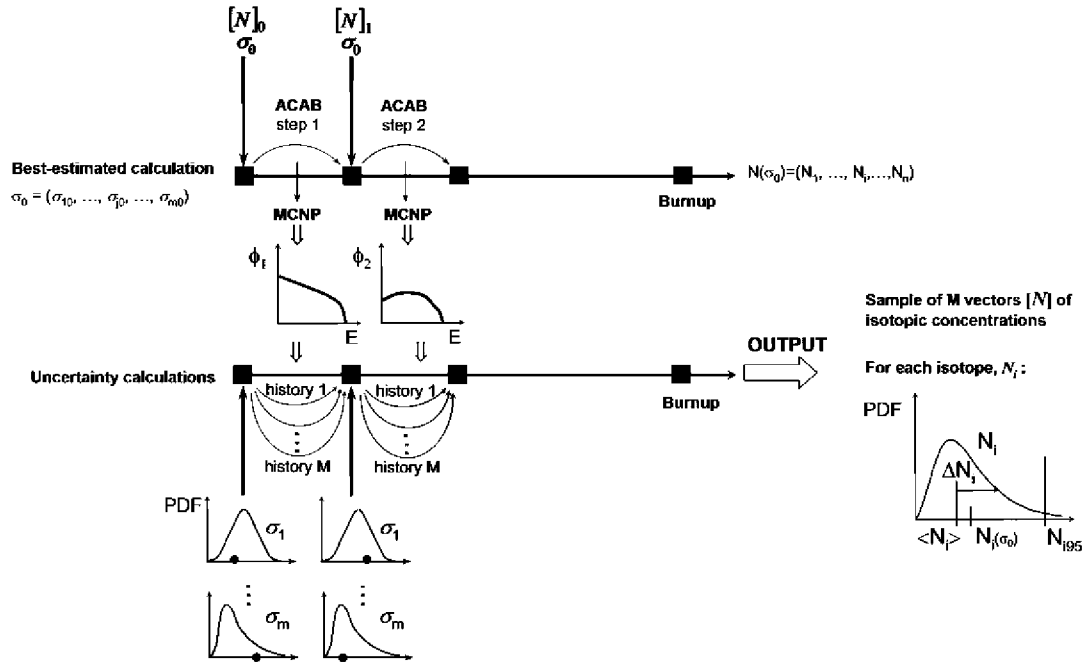 [N]₀
σ₀
[N]₁
σ₀
ACAB
step 1
ACAB
step 2
Best-estimated calculation
σ₀ = (σ₁₀, ..., σⱼ₀, ..., σₘ₀)
N(σ₀)=(N₁, ..., Nᵢ,...,Nₙ)
Burnup
MCNP
MCNP
ϕ₁
E
ϕ₂
E
Sample of M vectors [N] of
isotopic concentrations
OUTPUT
For each isotope, Nᵢ :
Uncertainty calculations
history 1
history 1
Burnup
history M
history M
PDF
Nᵢ
<Nᵢ>
Nᵢ(σ₀)
Nᵢ₉₅
PDF
σ₁
σ₁
σₘ
σₘ